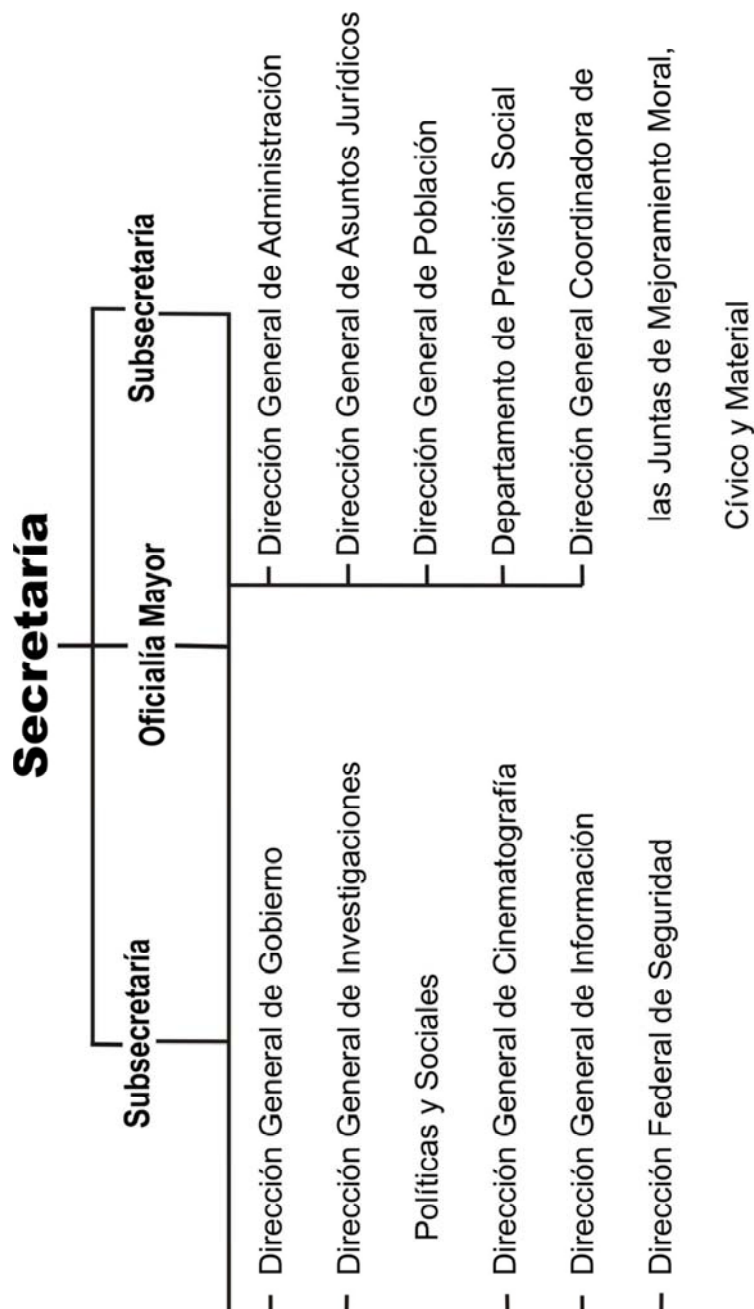 Secretaría
Subsecretaría
Oficialía Mayor
Subsecretaría
Dirección General de Gobierno
Dirección General de Investigaciones
Políticas y Sociales
Dirección General de Cinematografía
Dirección General de Información
Dirección Federal de Seguridad
Dirección General de Administración
Dirección General de Asuntos Jurídicos
Dirección General de Población
Departamento de Previsión Social
Dirección General Coordinadora de
las Juntas de Mejoramiento Moral,
Cívico y Material